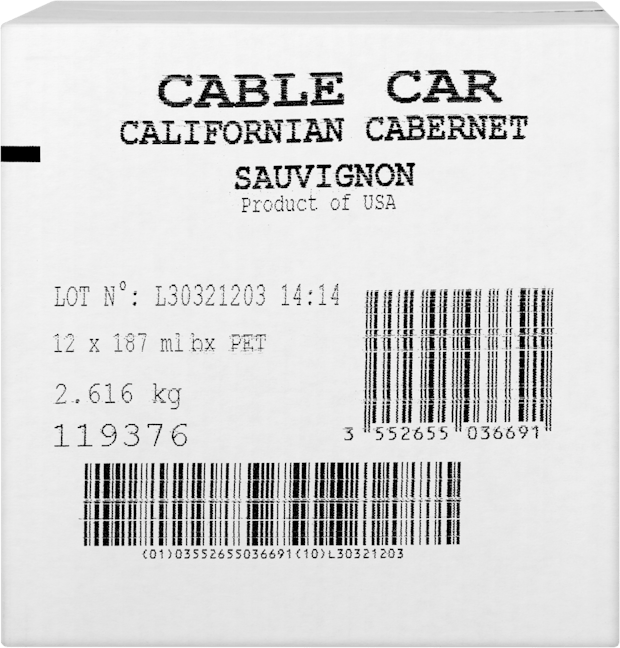 CABLE CAR
CALIFORNIAN CABERNET
SAUVIGNON
Product of USA
LOT N°: L30321203 14:14
12 x 187 ml bx PET
2.616 kg
119376
3 552655 036691
(01)03552655036691(10)L30321203